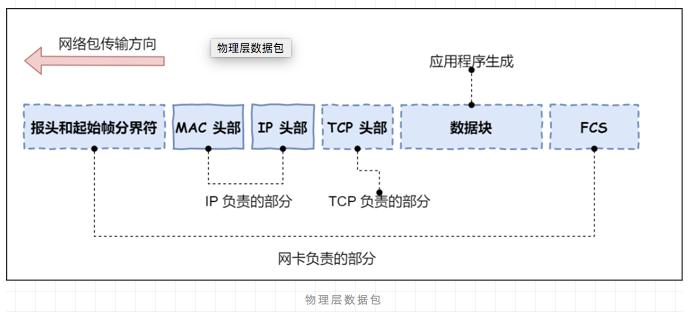 网络包传输方向
物理层数据包
应用程序生成
报头和起始帧分界符
MAC 头部
IP 头部
TCP 头部
数据块
FCS
IP 负责的部分
TCP 负责的部分
网卡负责的部分
物理层数据包